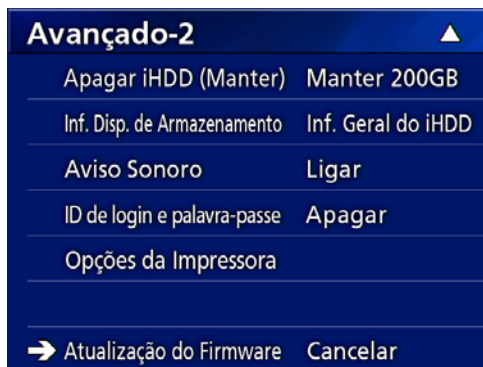 Avançado-2
Apagar iHDD (Manter) Manter 200GB
Inf. Disp. de Armazenamento Inf. Geral do iHDD
Aviso Sonoro Ligar
ID de login e palavra-passe Apagar
Opções da Impressora
Atualização do Firmware Cancelar